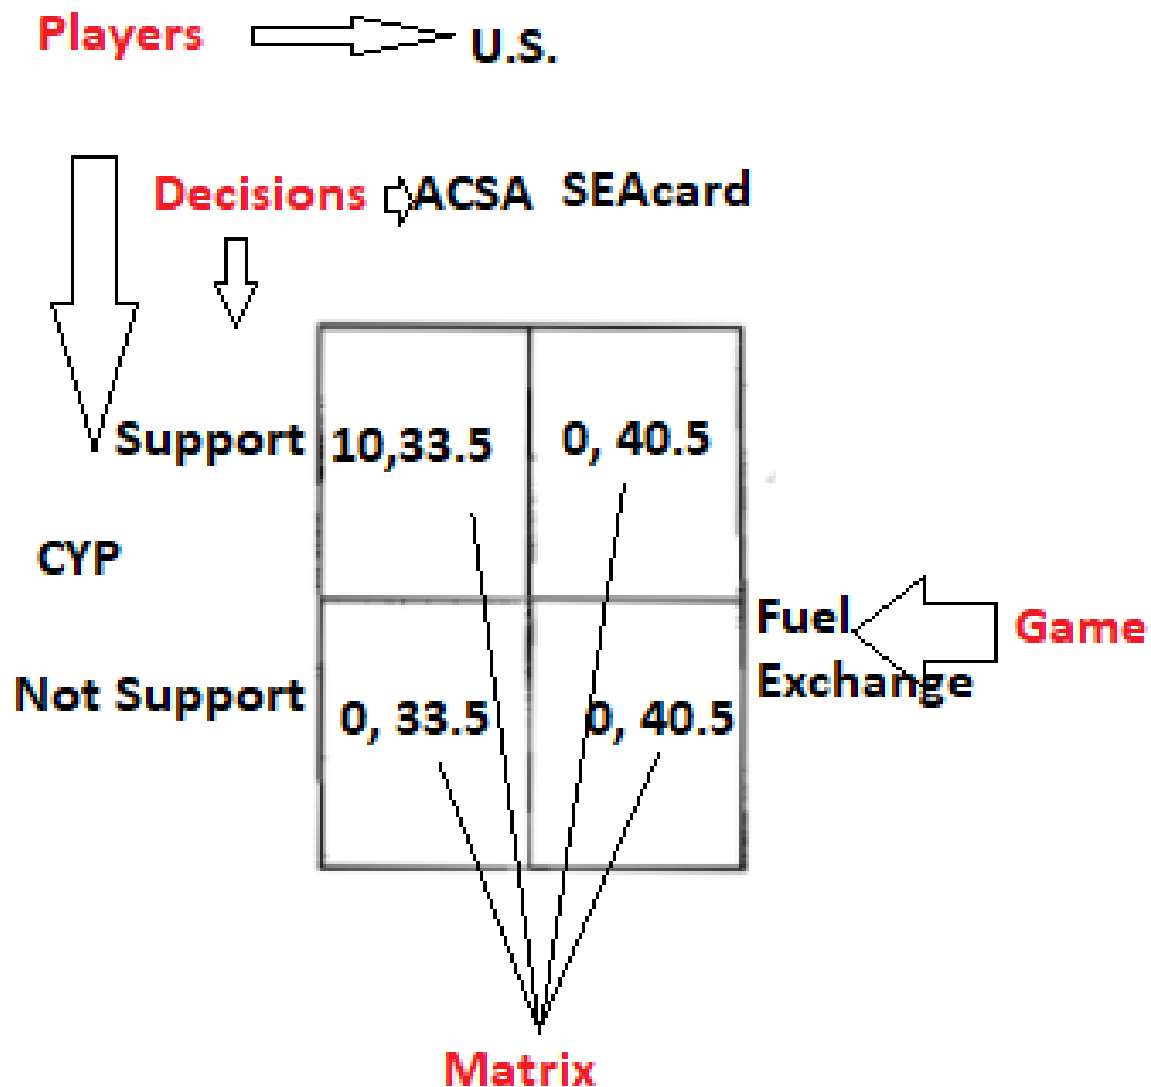 Players U.S.
Decisions ACSA SEAcard
Support 10,33.5 0, 40.5
CYP
Fuel Game
Exchange
Not Support 0, 33.5 0, 40.5
Matrix